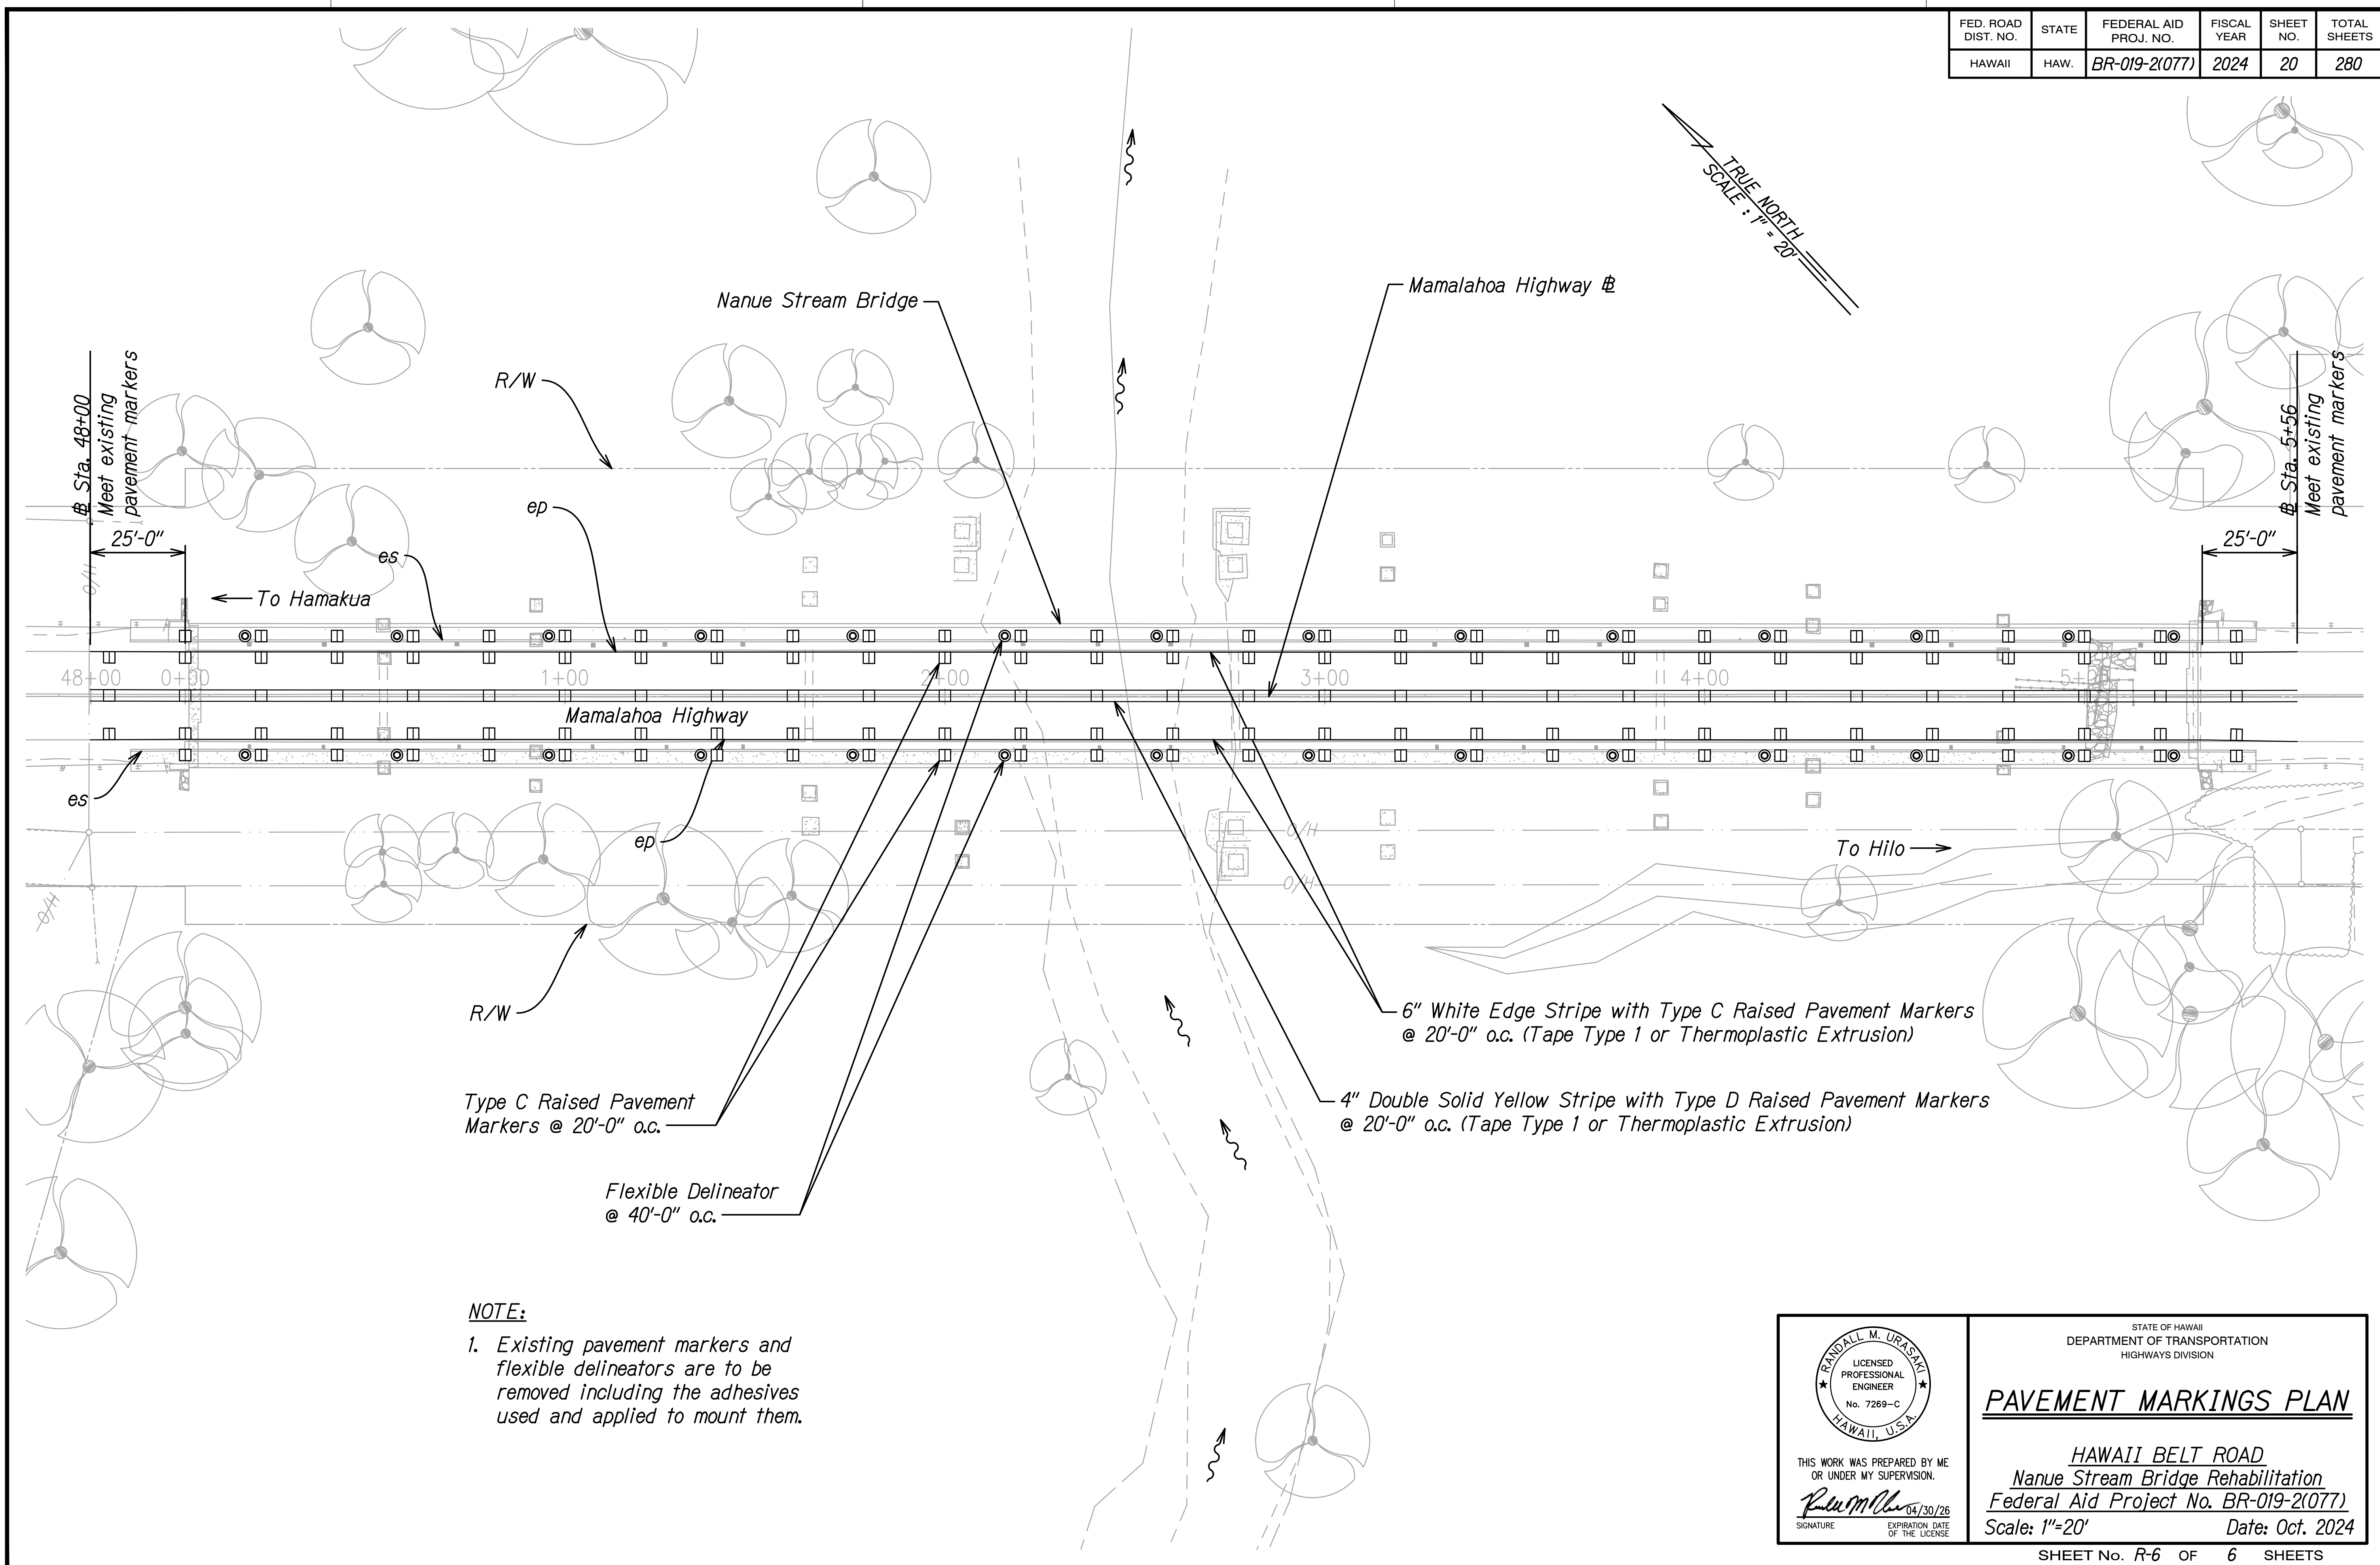 FED. ROAD DIST. NO. STATE FEDERAL AID PROJ. NO. FISCAL YEAR SHEET NO. TOTAL SHEETS
HAWAII HAW. BR-019-2(077) 2024 20 280
TRUE NORTH
SCALE : 1" = 20'
Nanue Stream Bridge
Mamalahoa Highway ⅊
R/W
Sta. 48+00
Meet existing
pavement markers
Sta. 5+56
Meet existing
pavement markers
ep
25'-0"
25'-0"
es
O/H
To Hamakua
48+00 0+00 1+00 2+00 3+00 4+00
Mamalahoa Highway
es
ep
O/H
To Hilo
O/H
O/H
R/W
6" White Edge Stripe with Type C Raised Pavement Markers
@ 20'-0" o.c. (Tape Type 1 or Thermoplastic Extrusion)
Type C Raised Pavement
Markers @ 20'-0" o.c.
4" Double Solid Yellow Stripe with Type D Raised Pavement Markers
@ 20'-0" o.c. (Tape Type 1 or Thermoplastic Extrusion)
Flexible Delineator
@ 40'-0" o.c.
NOTE:
1. Existing pavement markers and
flexible delineators are to be
removed including the adhesives
used and applied to mount them.
RANDALL M. URASAKI
LICENSED
PROFESSIONAL
ENGINEER
No. 7269-C
HAWAII, U.S.A.
THIS WORK WAS PREPARED BY ME
OR UNDER MY SUPERVISION.
04/30/26
SIGNATURE EXPIRATION DATE
OF THE LICENSE
STATE OF HAWAII
DEPARTMENT OF TRANSPORTATION
HIGHWAYS DIVISION
PAVEMENT MARKINGS PLAN
HAWAII BELT ROAD
Nanue Stream Bridge Rehabilitation
Federal Aid Project No. BR-019-2(077)
Scale: 1"=20' Date: Oct. 2024
SHEET No. R-6 OF 6 SHEETS